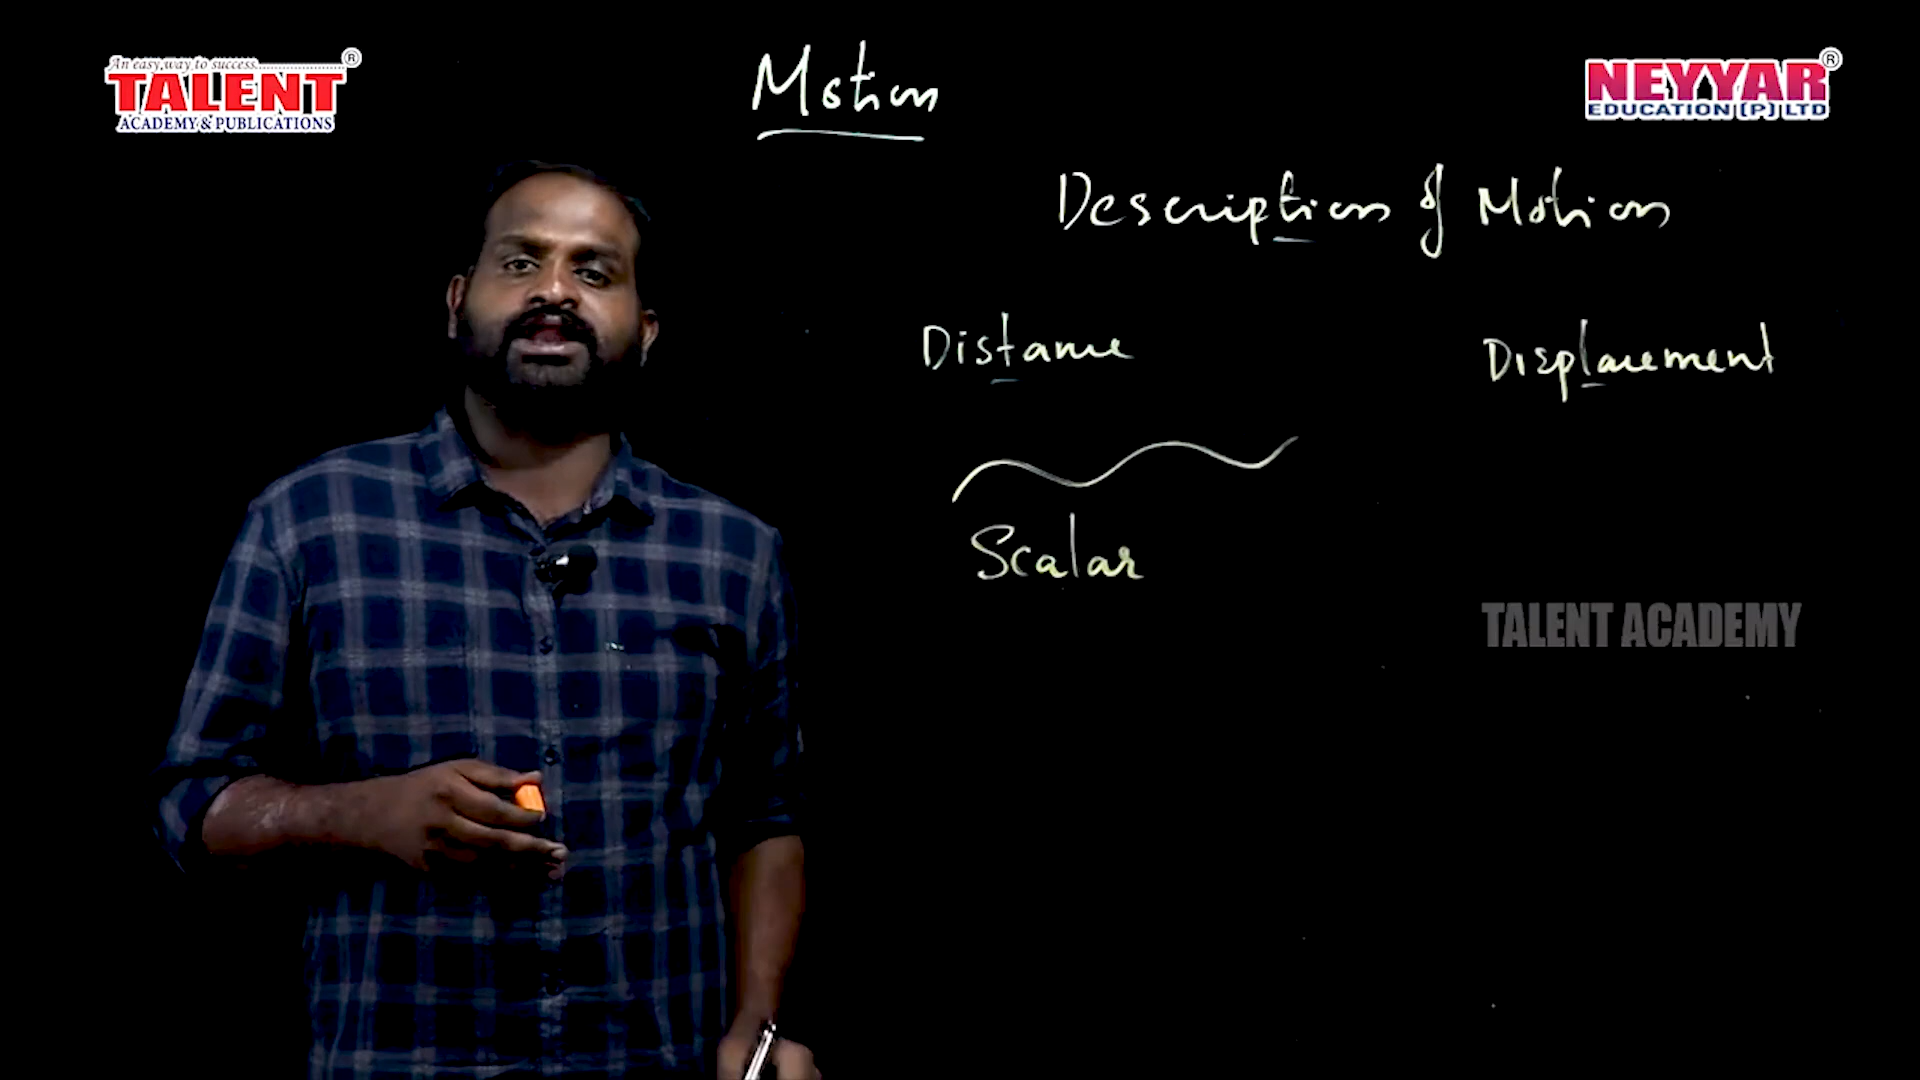 An easy way to success
TALENT ®
ACADEMY & PUBLICATIONS
NEYYAR ®
EDUCATION (P) LTD
Motion
Description of Motion
Distance
Displacement
Scalar
TALENT ACADEMY